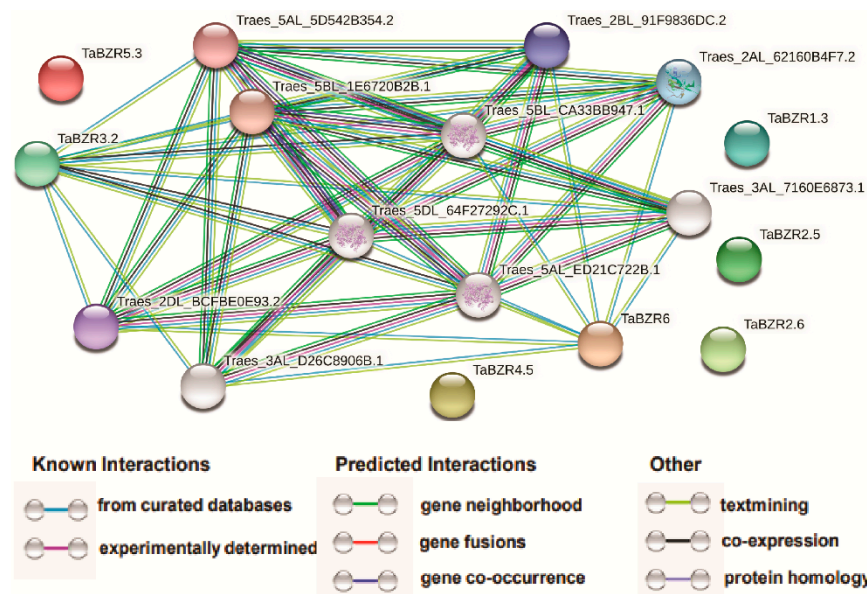 Traes_5AL_5D542B354.2
Traes_2BL_91F9836DC.2
TaBZR5.3
Traes_2AL_62160B4F7.2
Traes_5BL_1E6720B2B.1
Traes_5BL_CA33BB947.1
TaBZR1.3
TaBZR3.2
Traes_3AL_7160E6873.1
Traes_5DL_64F27292C.1
TaBZR2.5
Traes_5AL_ED21C722B.1
Traes_2DL_BCFBE0E93.2
TaBZR6
TaBZR2.6
Traes_3AL_D26C8906B.1
TaBZR4.5
Known Interactions
from curated databases
experimentally determined
Predicted Interactions
gene neighborhood
gene fusions
gene co-occurrence
Other
textmining
co-expression
protein homology